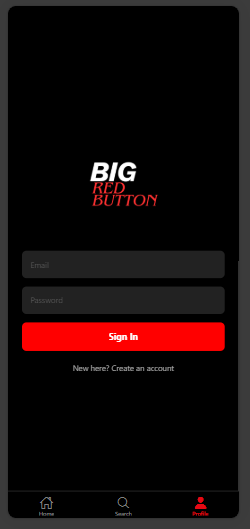 BIG
RED
BUTTON
Email
Password
Sign In
New here? Create an account
Home Search Profile